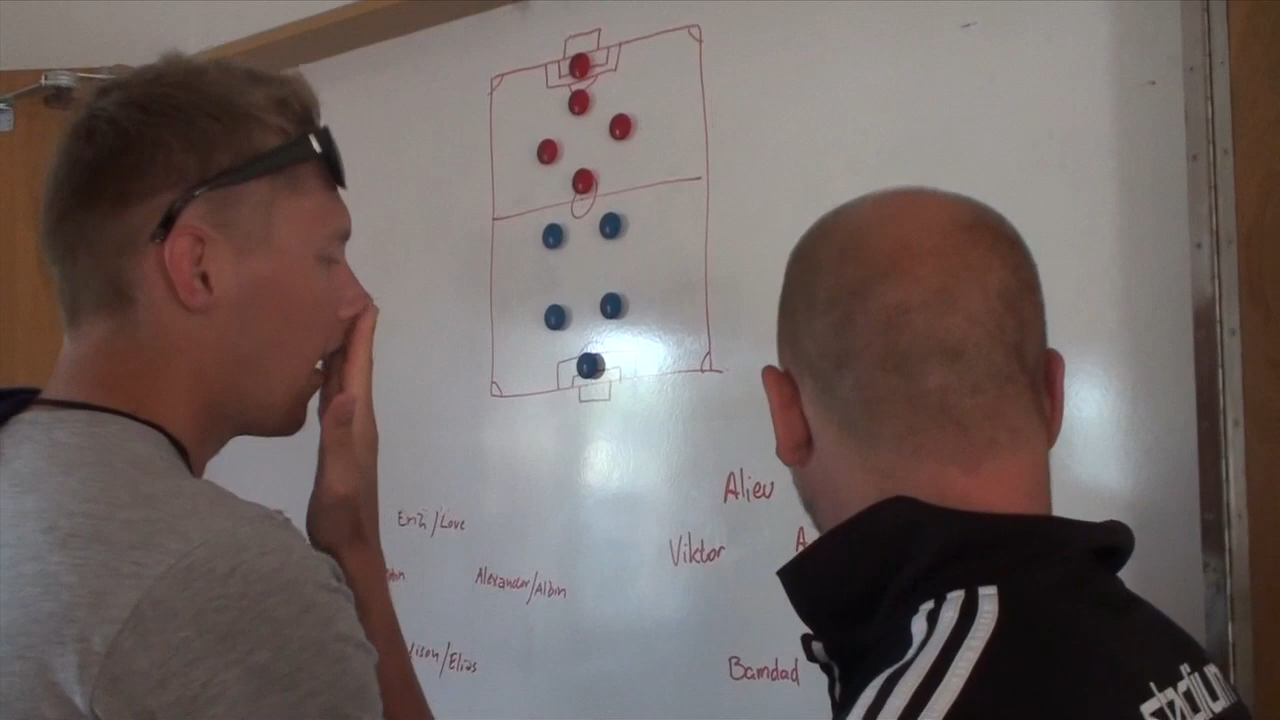 Alieu
Erik/Love
Viktor
A
Alexander/Albin
Bamdad
stadium